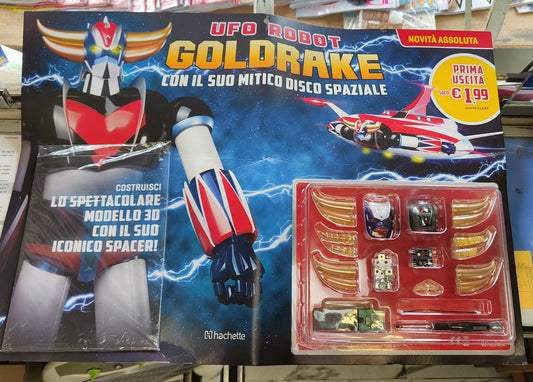 UFO ROBOT
GOLDRAKE
CON IL SUO MITICO DISCO SPAZIALE
NOVITÀ ASSOLUTA
PRIMA
USCITA
SOLO € 1,99
COSTRUISCI
LO SPETTACOLARE
MODELLO 3D
CON IL SUO
ICONICO SPACER!
hachette